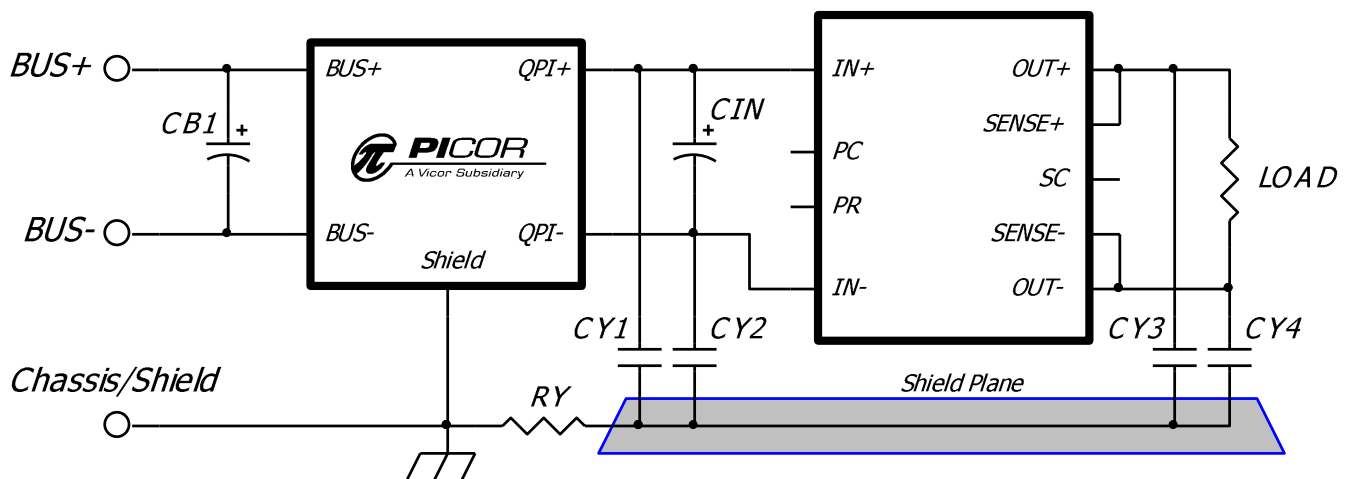 BUS+
BUS-
Chassis/Shield
CB1
+
BUS+
QPI+
PICOR
A Vicor Subsidiary
BUS-
QPI-
Shield
CIN
+
CY1
CY2
RY
IN+
OUT+
SENSE+
PC
SC
PR
SENSE-
IN-
OUT-
LOAD
CY3
CY4
Shield Plane